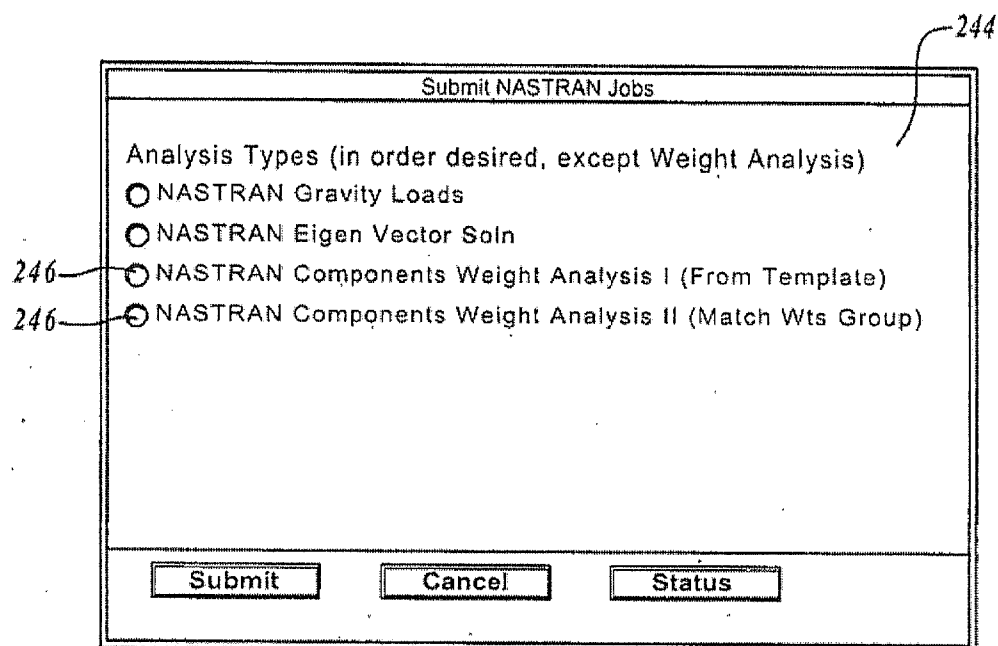 244
Submit NASTRAN Jobs
Analysis Types (in order desired, except Weight Analysis)
NASTRAN Gravity Loads
NASTRAN Eigen Vector Soln
246 NASTRAN Components Weight Analysis I (From Template)
246 NASTRAN Components Weight Analysis II (Match Wts Group)
Submit Cancel Status